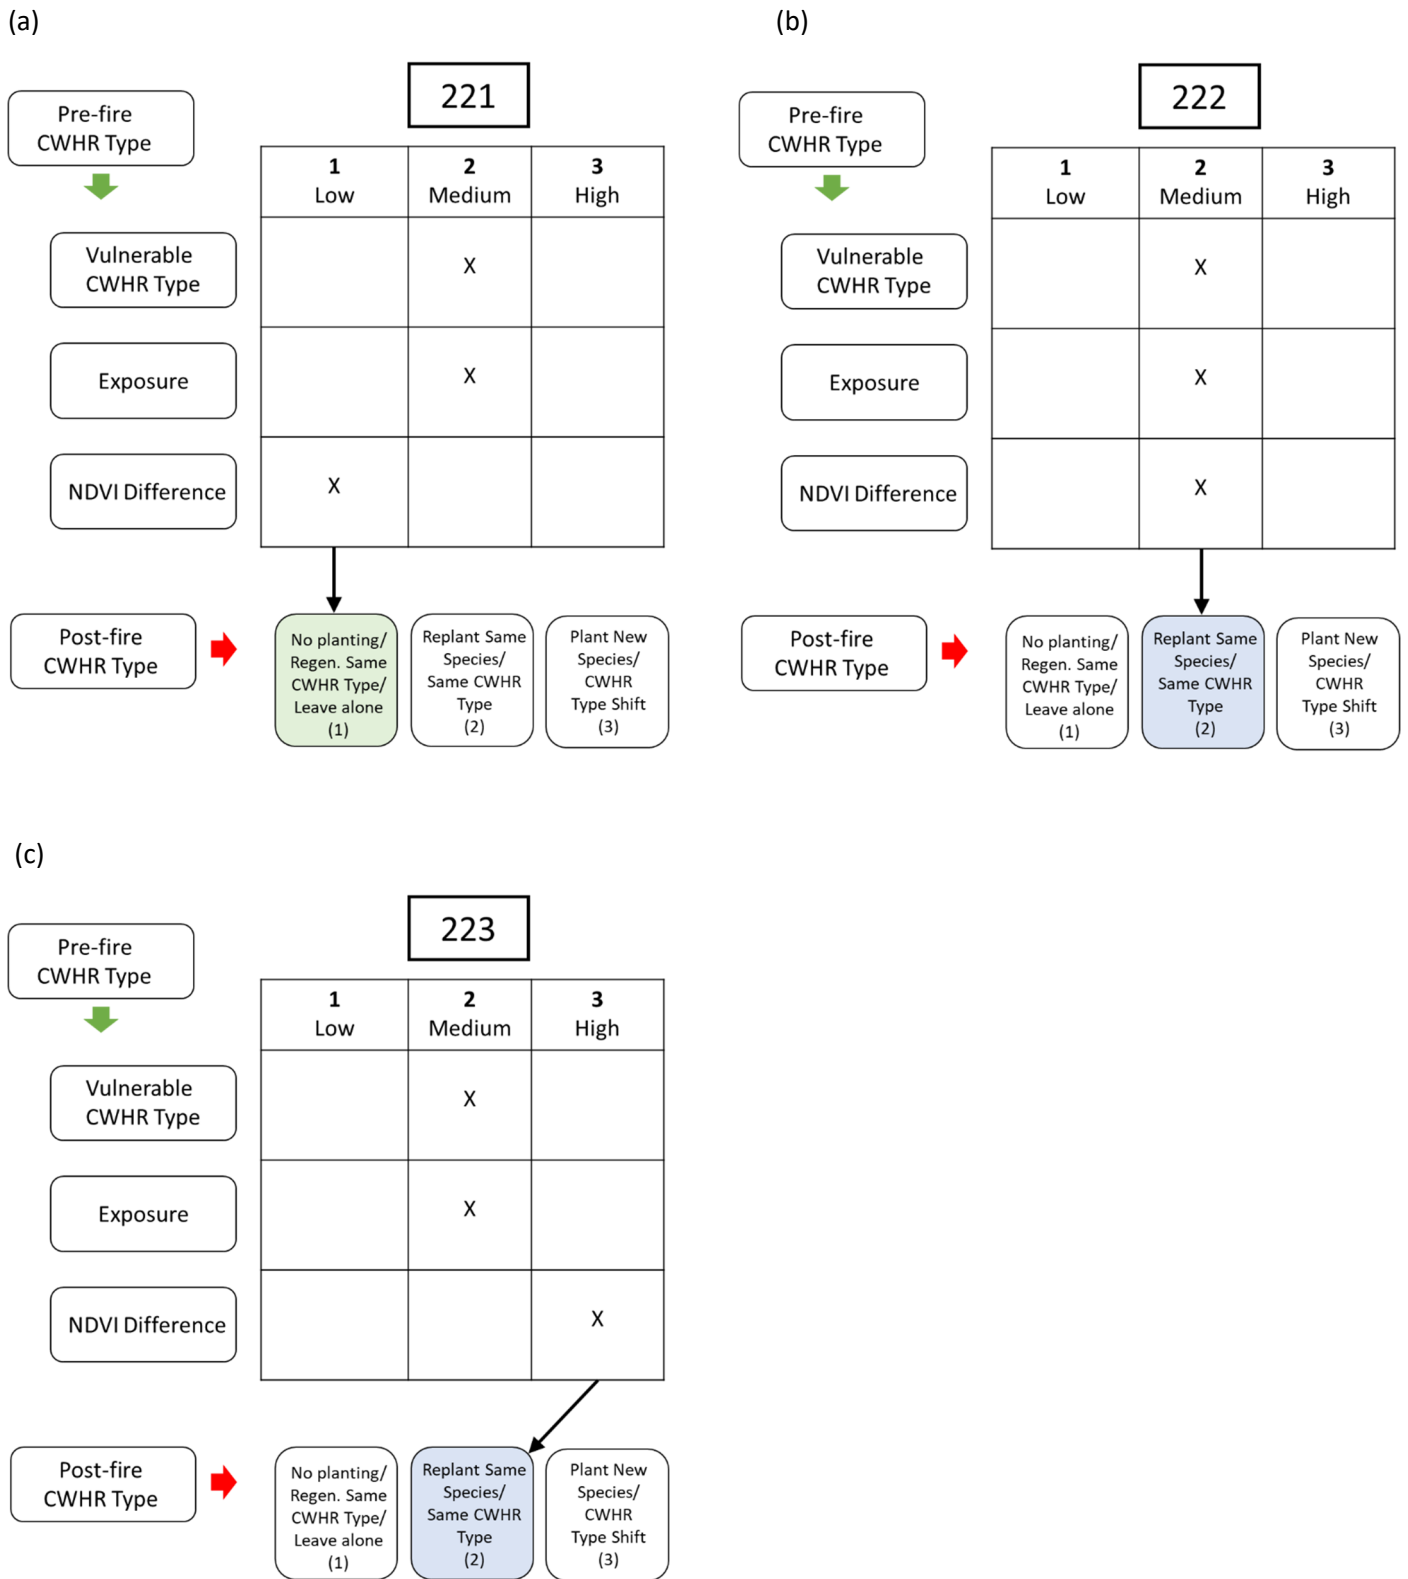 (a)
221
Pre-fire
CWHR Type
1
Low
2
Medium
3
High
Vulnerable
CWHR Type
X
Exposure
X
NDVI Difference
X
Post-fire
CWHR Type
No planting/
Regen. Same
CWHR Type/
Leave alone
(1)
Replant Same
Species/
Same CWHR
Type
(2)
Plant New
Species/
CWHR
Type Shift
(3)
(b)
222
Pre-fire
CWHR Type
1
Low
2
Medium
3
High
Vulnerable
CWHR Type
X
Exposure
X
NDVI Difference
X
Post-fire
CWHR Type
No planting/
Regen. Same
CWHR Type/
Leave alone
(1)
Replant Same
Species/
Same CWHR
Type
(2)
Plant New
Species/
CWHR
Type Shift
(3)
(c)
223
Pre-fire
CWHR Type
1
Low
2
Medium
3
High
Vulnerable
CWHR Type
X
Exposure
X
NDVI Difference
X
Post-fire
CWHR Type
No planting/
Regen. Same
CWHR Type/
Leave alone
(1)
Replant Same
Species/
Same CWHR
Type
(2)
Plant New
Species/
CWHR
Type Shift
(3)